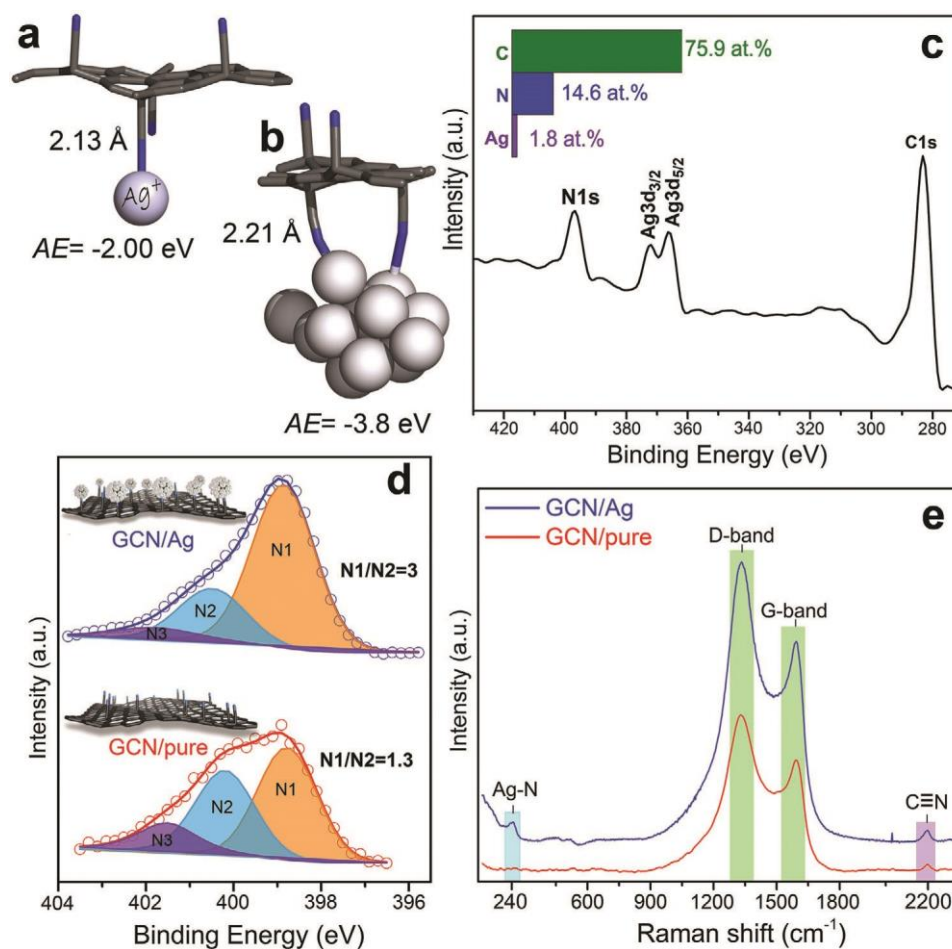 a
2.13 Å
Ag⁺
AE= -2.00 eV
b
2.21 Å
AE= -3.8 eV
c
C
75.9 at.%
N
14.6 at.%
Ag
1.8 at.%
N1s
Ag3d3/2
Ag3d5/2
C1s
Intensity (a.u.)
420 400 380 360 340 320 300 280
Binding Energy (eV)
d
GCN/Ag
N1
N2
N3
N1/N2=3
GCN/pure
N1
N2
N3
N1/N2=1.3
Intensity (a.u.)
404 402 400 398 396
Binding Energy (eV)
e
GCN/Ag
GCN/pure
D-band
G-band
Ag-N
C≡N
Intensity (a.u.)
240 600 900 1200 1500 1800 2200
Raman shift (cm⁻¹)